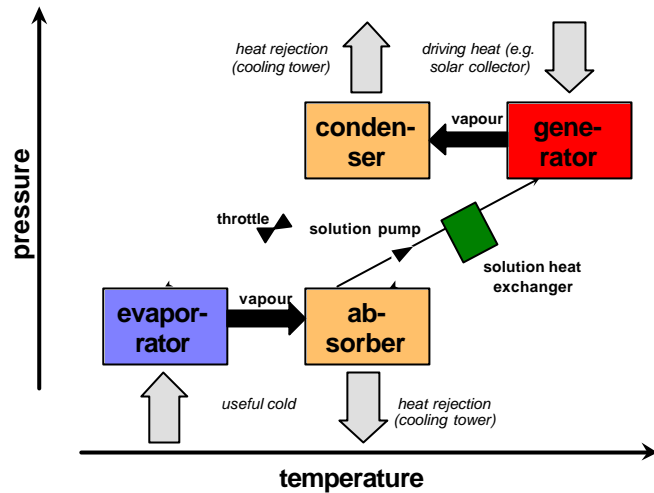 heat rejection
(cooling tower)
driving heat (e.g.
solar collector)
conden-
ser
vapour
gene-
rator
pressure
throttle
solution pump
solution heat
exchanger
evapor-
rator
vapour
ab-
sorber
useful cold
heat rejection
(cooling tower)
temperature